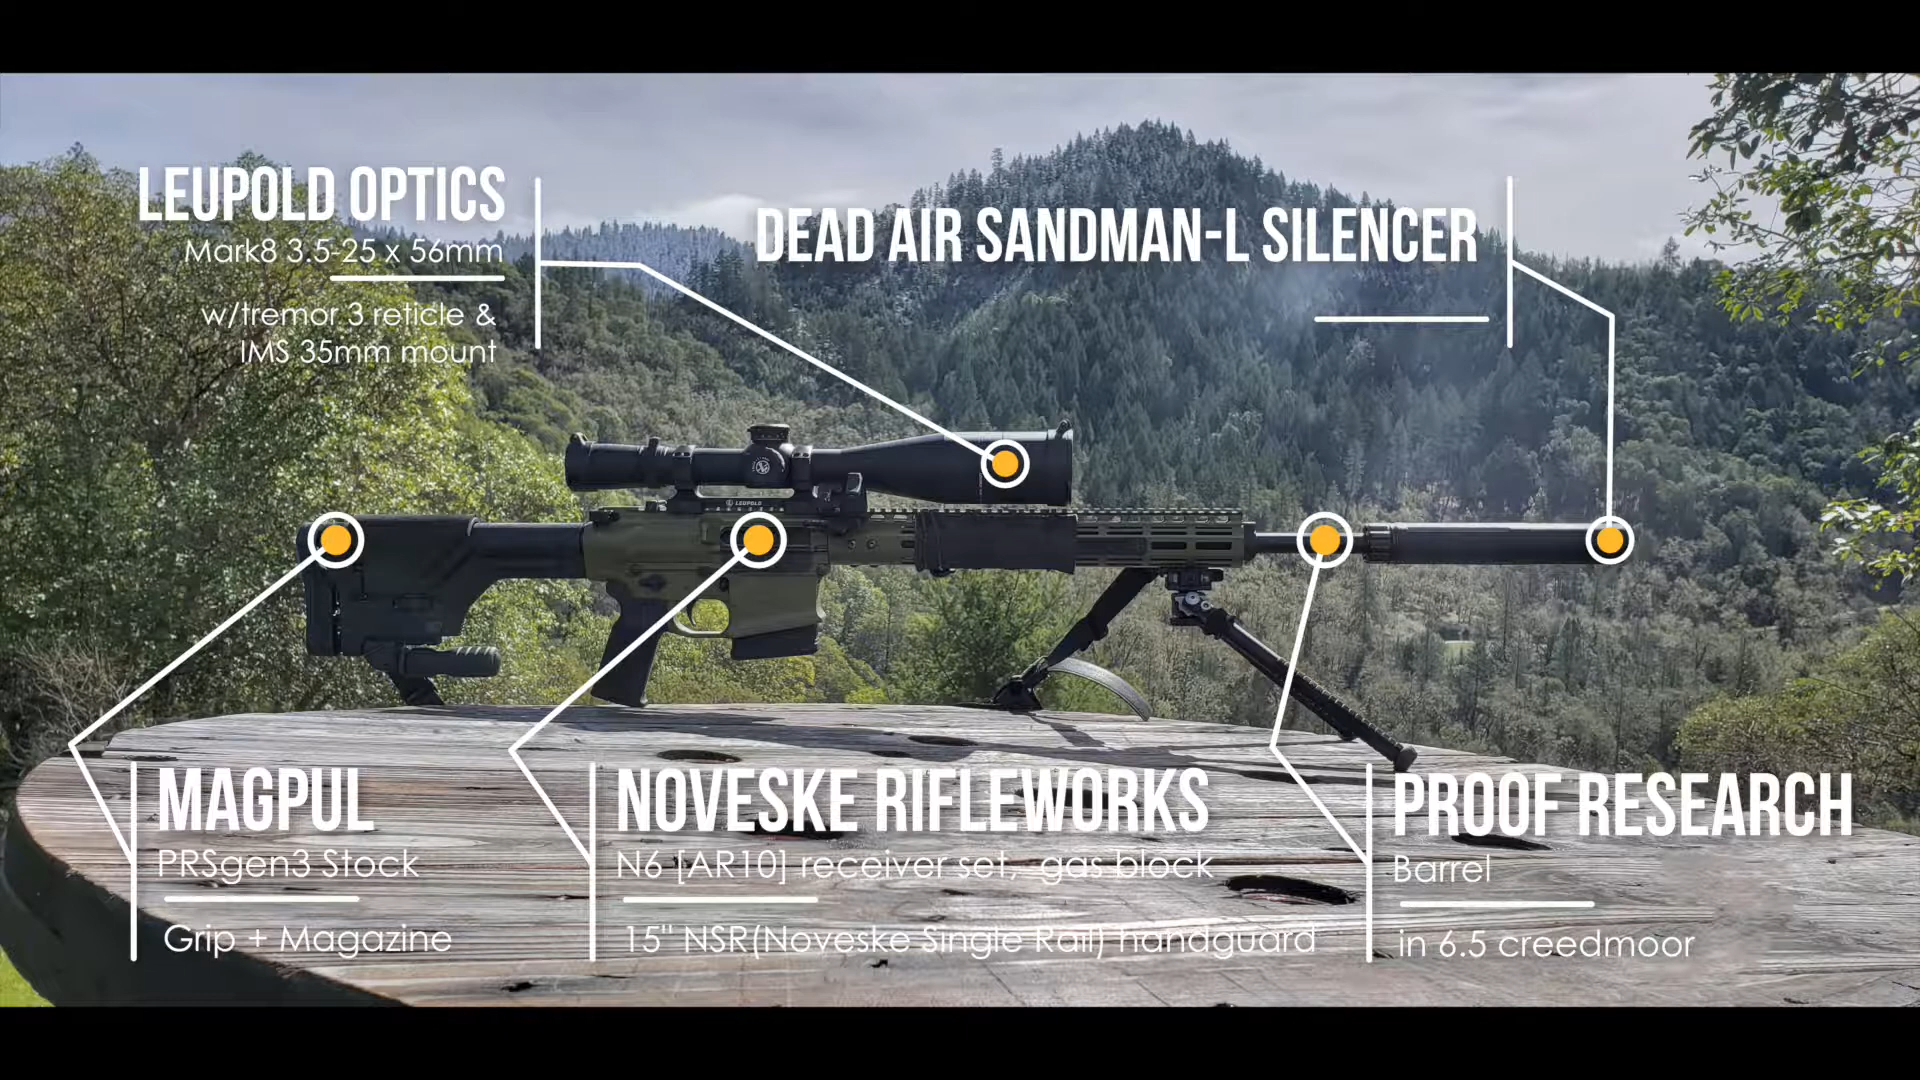 LEUPOLD OPTICS
Mark8 3.5-25 x 56mm
w/tremor 3 reticle &
IMS 35mm mount
DEAD AIR SANDMAN-L SILENCER
LEUPOLD
MAGPUL
PRSgen3 Stock
Grip + Magazine
NOVESKE RIFLEWORKS
N6 [AR10] receiver set, gas block
15" NSR(Noveske Single Rail) handguard
PROOF RESEARCH
Barrel
in 6.5 creedmoor